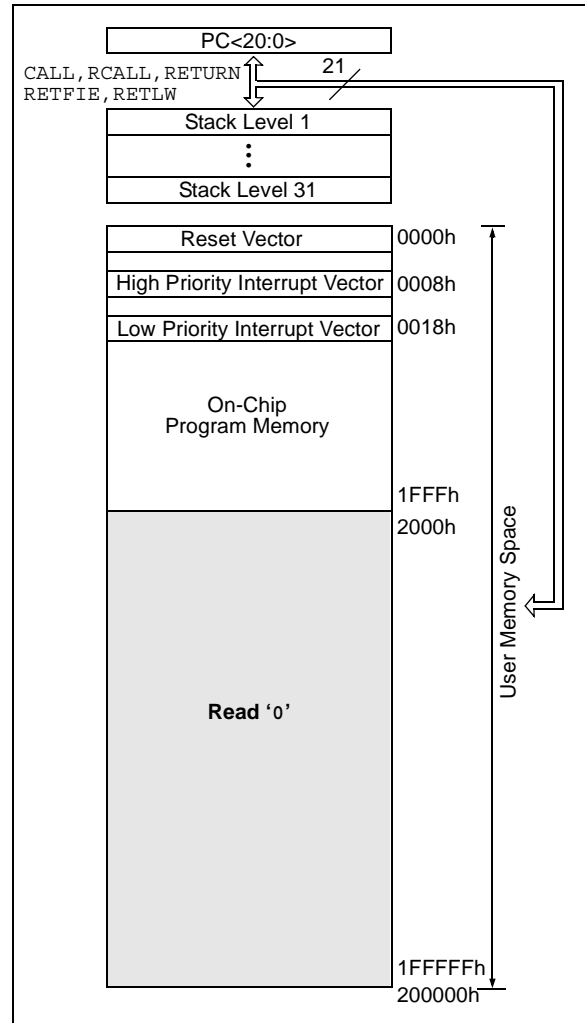 PC<20:0>
CALL,RCALL,RETURN
RETFIE,RETLW
21
Stack Level 1
Stack Level 31
Reset Vector
0000h
High Priority Interrupt Vector
0008h
Low Priority Interrupt Vector
0018h
On-Chip
Program Memory
1FFFh
2000h
User Memory Space
Read ‘0’
1FFFFFh
200000h